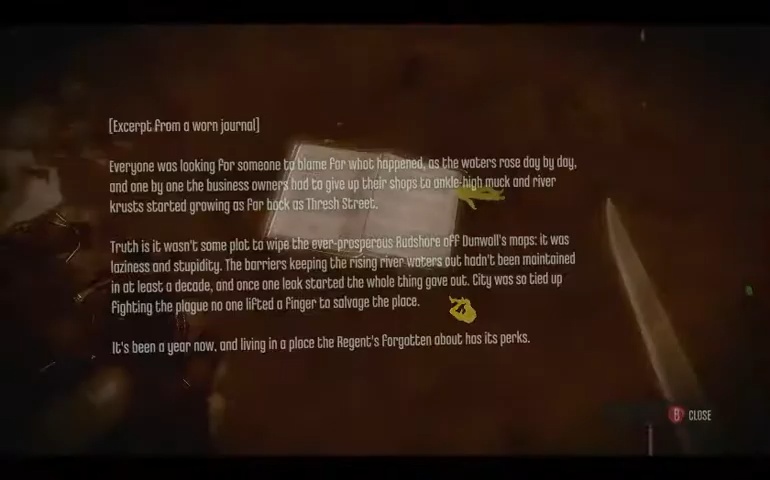 [Excerpt from a worn journal]
Everyone was looking for someone to blame for what happened, as the waters rose day by day,
and one by one the business owners had to give up their shops to ankle-high muck and river
krusts started growing as far back as Thresh Street.
Truth is it wasn't some plot to wipe the ever-prosperous Rudshore off Dunwall's maps: it was
laziness and stupidity. The barriers keeping the rising river waters out hadn't been maintained
in at least a decade, and once one leak started the whole thing gave out. City was so tied up
fighting the plague no one lifted a finger to salvage the place.
It's been a year now, and living in a place the Regent's forgotten about has its perks.
B CLOSE